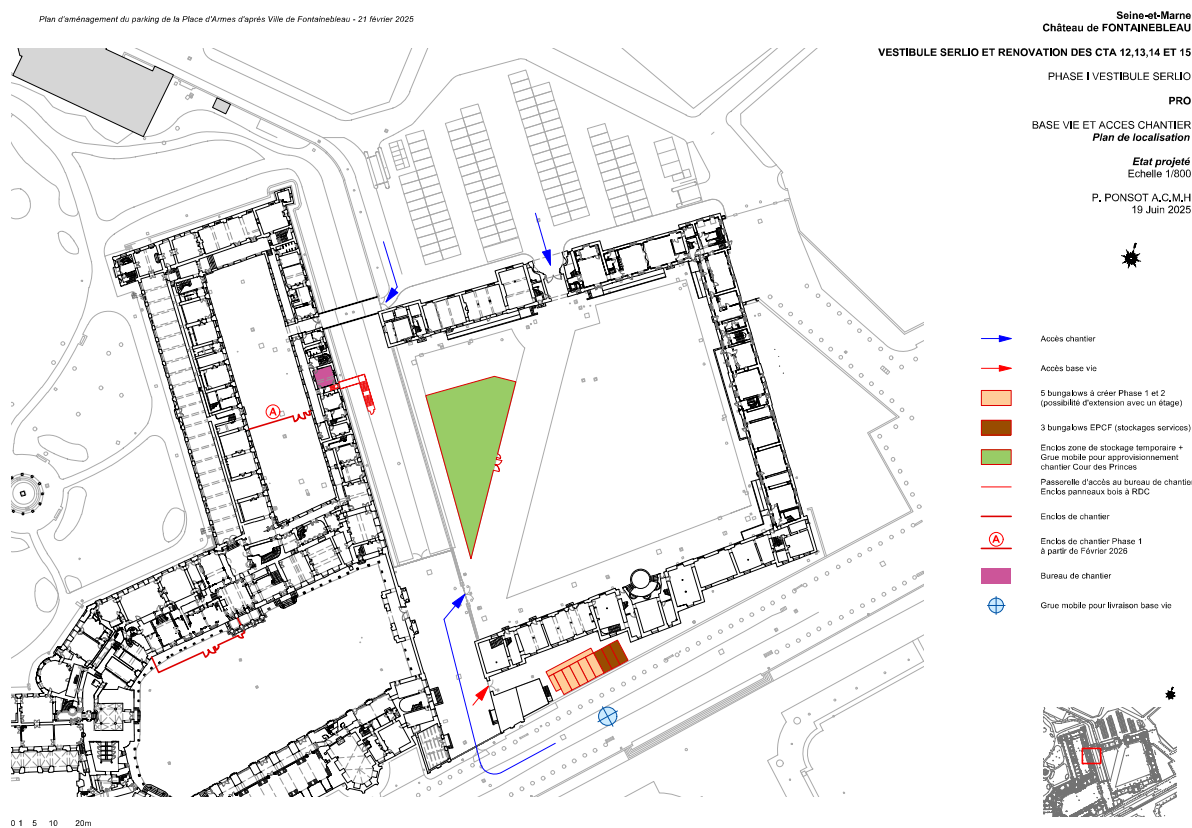 Plan d'aménagement du parking de la Place d'Armes d'après Ville de Fontainebleau - 21 février 2025
Seine-et-Marne
Château de FONTAINEBLEAU
VESTIBULE SERLIO ET RENOVATION DES CTA 12,13,14 ET 15
PHASE I VESTIBULE SERLIO
PRO
BASE VIE ET ACCES CHANTIER
Plan de localisation
Etat projeté
Echelle 1/800
P. PONSOT A.C.M.H
19 Juin 2025
Accès chantier
Accès base vie
5 bungalows à créer Phase 1 et 2
(possibilité d'extension avec un étage)
3 bungalows EPCF (stockages services)
Enclos zone de stockage temporaire +
Grue mobile pour approvisionnement
chantier Cour des Princes
Passerelle d'accès au bureau de chantier
Enclos panneaux bois à RDC
Enclos de chantier
A
Enclos de chantier Phase 1
à partir de Février 2026
Bureau de chantier
Grue mobile pour livraison base vie
A
0 1 5 10 20m